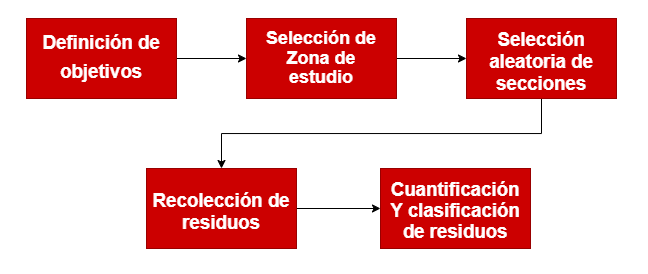 Definición de
objetivos
Selección de
Zona de
estudio
Selección
aleatoria de
secciones
Recolección de
residuos
Cuantificación
Y clasificación
de residuos